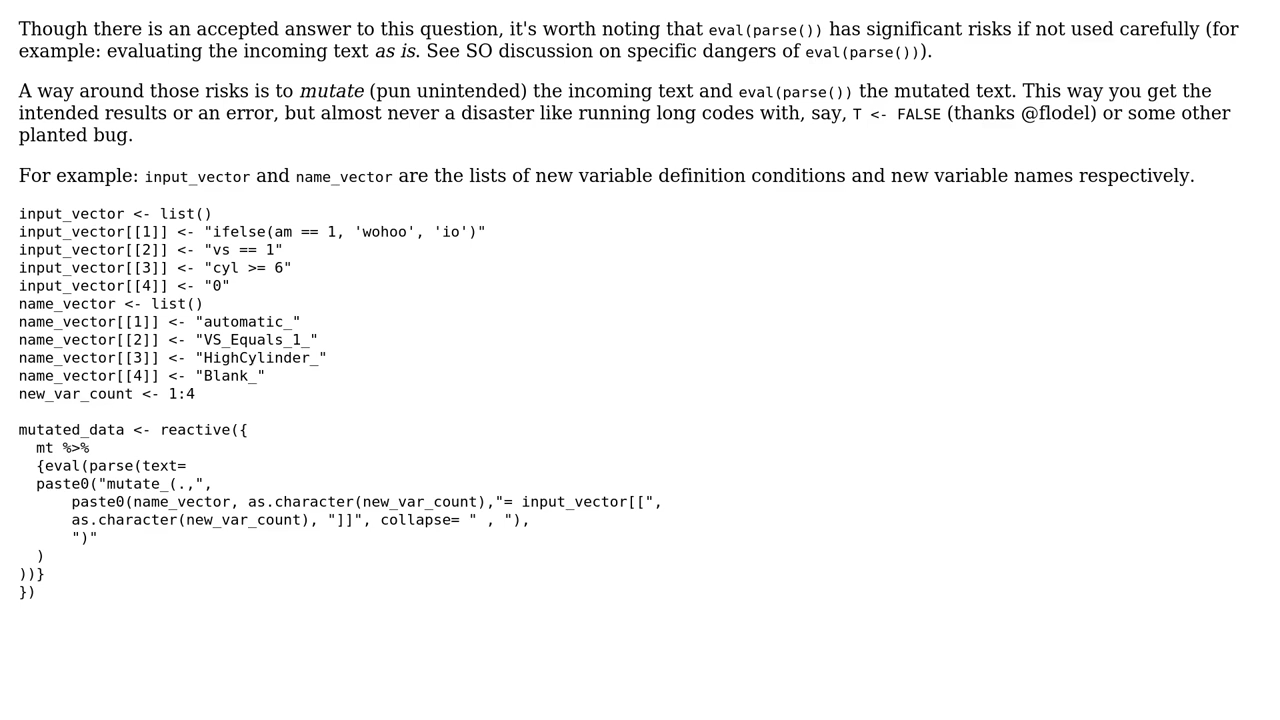 Though there is an accepted answer to this question, it's worth noting that eval(parse()) has significant risks if not used carefully (for
example: evaluating the incoming text as is. See SO discussion on specific dangers of eval(parse())).
A way around those risks is to mutate (pun unintended) the incoming text and eval(parse()) the mutated text. This way you get the
intended results or an error, but almost never a disaster like running long codes with, say, T <- FALSE (thanks @flodel) or some other
planted bug.
For example: input_vector and name_vector are the lists of new variable definition conditions and new variable names respectively.
input_vector <- list()
input_vector[[1]] <- "ifelse(am == 1, 'wohoo', 'io')"
input_vector[[2]] <- "vs == 1"
input_vector[[3]] <- "cyl >= 6"
input_vector[[4]] <- "0"
name_vector <- list()
name_vector[[1]] <- "automatic_"
name_vector[[2]] <- "VS_Equals_1_"
name_vector[[3]] <- "HighCylinder_"
name_vector[[4]] <- "Blank_"
new_var_count <- 1:4
mutated_data <- reactive({
  mt %>%
  {eval(parse(text=
  paste0("mutate_(.,",
      paste0(name_vector, as.character(new_var_count),"= input_vector[[",
      as.character(new_var_count), "]]", collapse= " , "),
      ")"
  )
))}
})